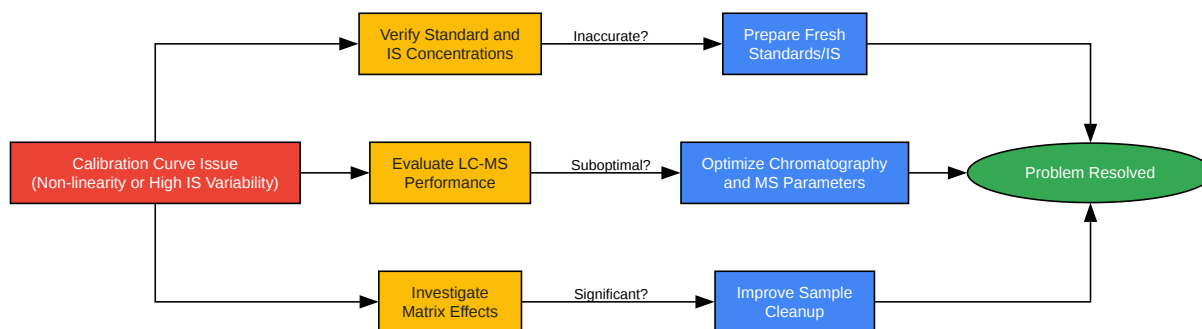 Verify Standard and
IS Concentrations
Inaccurate?
Prepare Fresh
Standards/IS
Calibration Curve Issue
(Non-linearity or High IS Variability)
Evaluate LC-MS
Performance
Suboptimal?
Optimize Chromatography
and MS Parameters
Problem Resolved
Investigate
Matrix Effects
Significant?
Improve Sample
Cleanup